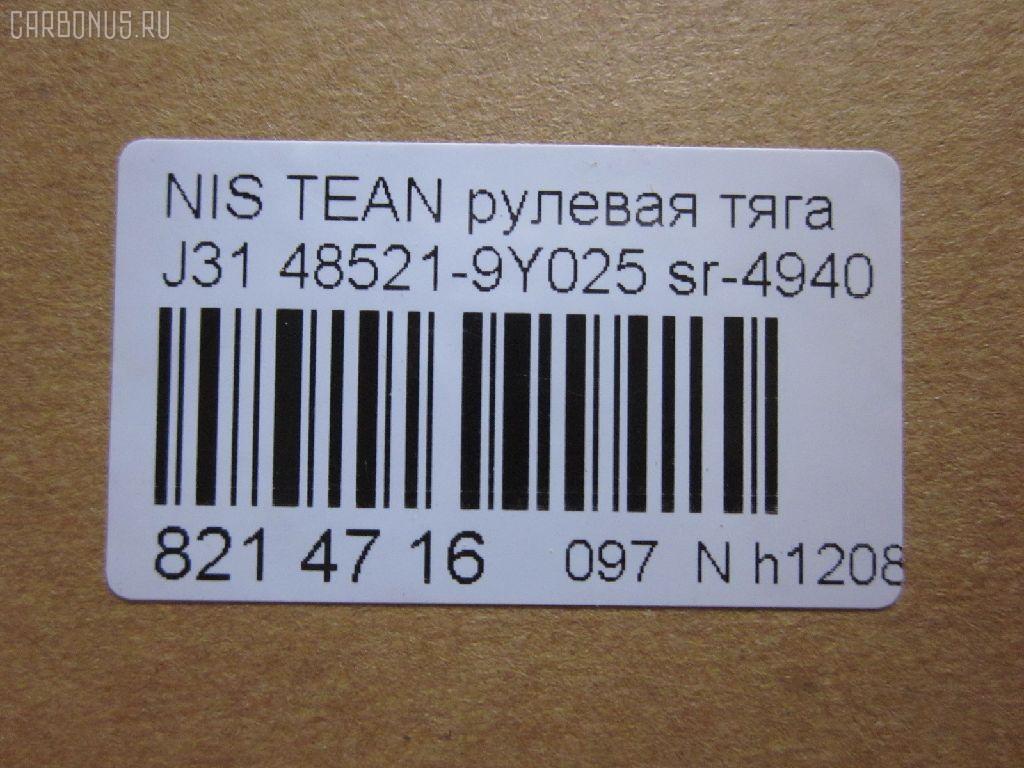 CARBONUS.RU
NIS TEAN рулевая тяга
J31 48521-9Y025 sr-4940
821 47 16 097 N h1208